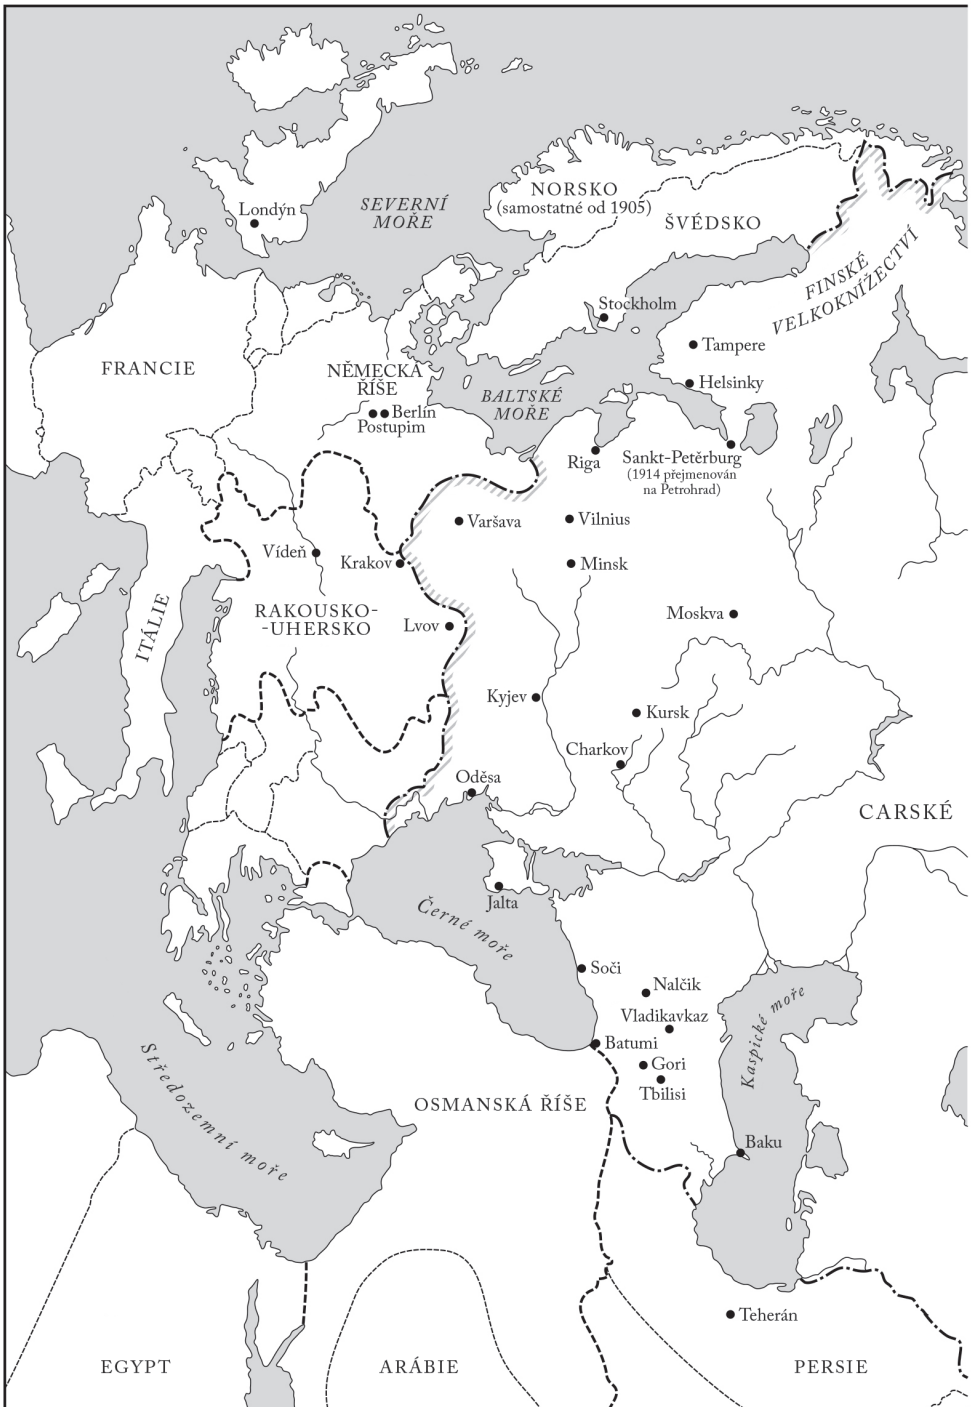 Londýn
SEVERNÍ
MOŘE
NORSKO
(samostatné od 1905)
ŠVÉDSKO
FINSKÉ
VELKOKNÍŽECTVÍ
Stockholm
Tampere
FRANCIE
NĚMECKÁ
ŘÍŠE
Helsinky
BALTSKÉ
MOŘE
Berlín
Postupim
Riga
Sankt-Petěrburg
(1914 přejmenován
na Petrohrad)
Varšava
Vilnius
Vídeň
Krakov
Minsk
ITÁLIE
RAKOUSKO-
-UHERSKO
Lvov
Moskva
Kyjev
Kursk
Charkov
Oděsa
CARSKÉ
Jalta
Černé moře
Soči
Nalčik
Vladikavkaz
Kaspické moře
Batumi
Gori
Tbilisi
Středozemní moře
OSMANSKÁ ŘÍŠE
Baku
Teherán
EGYPT
ARÁBIE
PERSIE